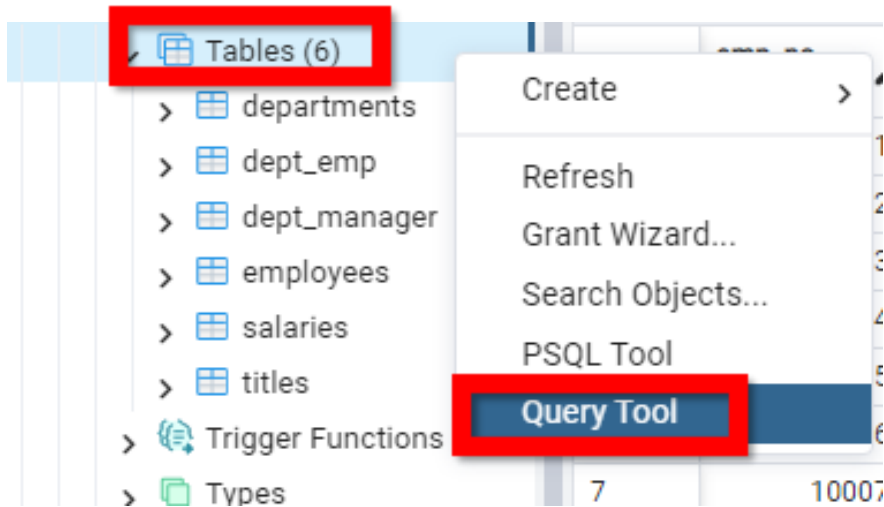 Tables (6)
departments
dept_emp
dept_manager
employees
salaries
titles
Trigger Functions
Types
Create
Refresh
Grant Wizard...
Search Objects...
PSQL Tool
Query Tool
7
10007